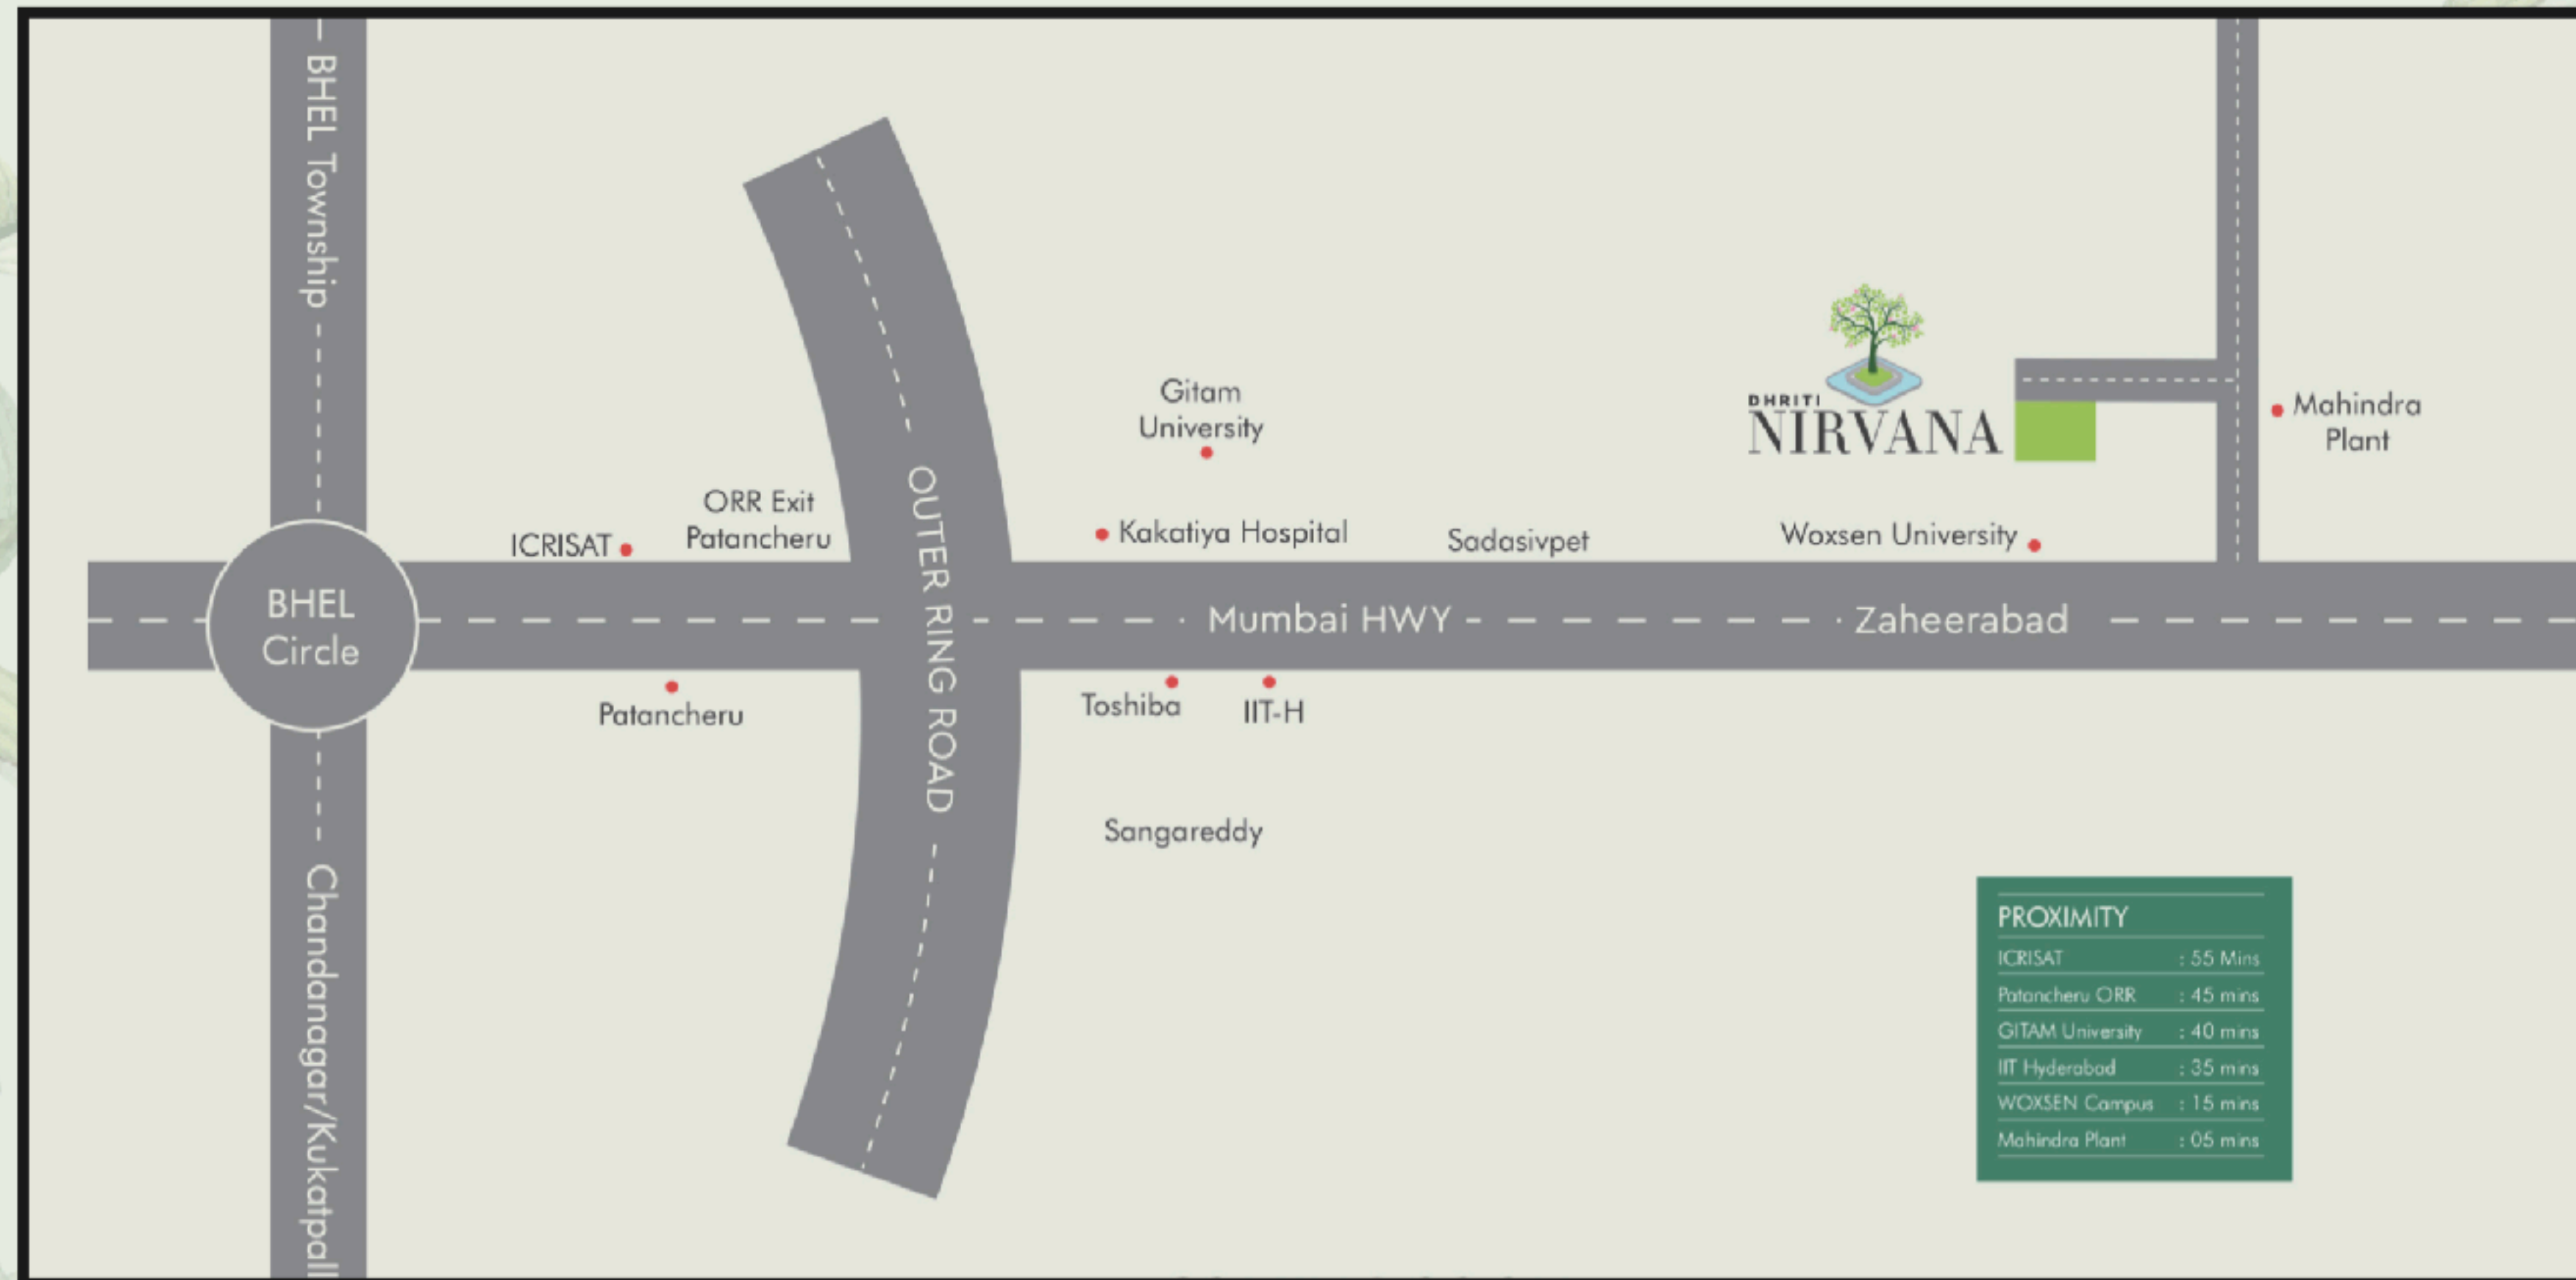 BHEL Township
Chandanagar/Kukatpall
BHEL
Circle
ICRISAT
ORR Exit
Patancheru
Patancheru
OUTER RING ROAD
Gitam
University
Kakatiya Hospital
Sadasivpet
Mumbai HWY
Zaheerabad
Toshiba
IIT-H
Sangareddy
DHRITI
NIRVANA
Woxsen University
Mahindra
Plant
PROXIMITY
ICRISAT : 55 Mins
Patancheru ORR : 45 mins
GITAM University : 40 mins
IIT Hyderabad : 35 mins
WOXSEN Campus : 15 mins
Mahindra Plant : 05 mins